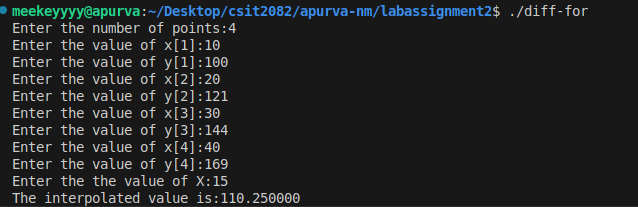 meekeyyyy@apurva:~/Desktop/csit2082/apurva-nm/labassignment2$ ./diff-for
Enter the number of points:4
Enter the value of x[1]:10
Enter the value of y[1]:100
Enter the value of x[2]:20
Enter the value of y[2]:121
Enter the value of x[3]:30
Enter the value of y[3]:144
Enter the value of x[4]:40
Enter the value of y[4]:169
Enter the the value of X:15
The interpolated value is:110.250000